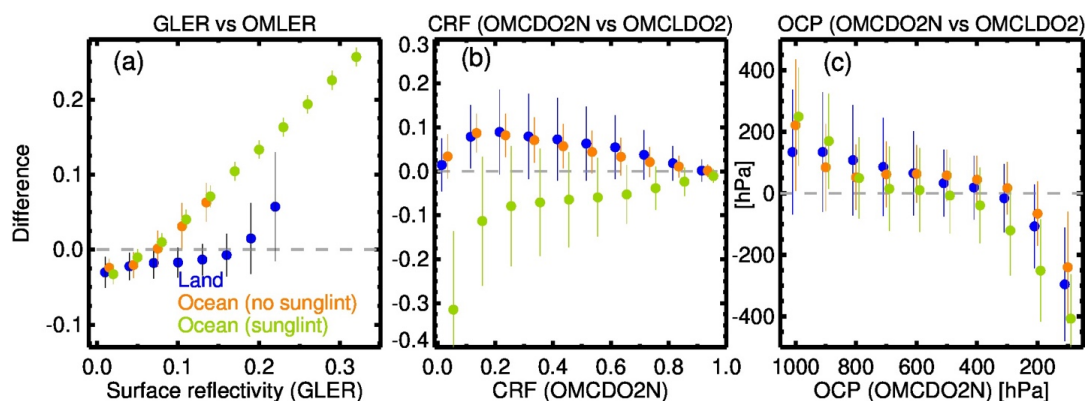 GLER vs OMLER
CRF (OMCDO2N vs OMCLDO2)
OCP (OMCDO2N vs OMCLDO2)
(a)
(b)
(c)
Difference
0.2
0.1
0.0
-0.1
Land
Ocean (no sunglint)
Ocean (sunglint)
0.0 0.1 0.2 0.3
Surface reflectivity (GLER)
0.3
0.2
0.1
0.0
-0.1
-0.2
-0.3
-0.4
0.0 0.2 0.4 0.6 0.8 1.0
CRF (OMCDO2N)
400
200
0
-200
-400
[hPa]
1000 800 600 400 200
OCP (OMCDO2N) [hPa]